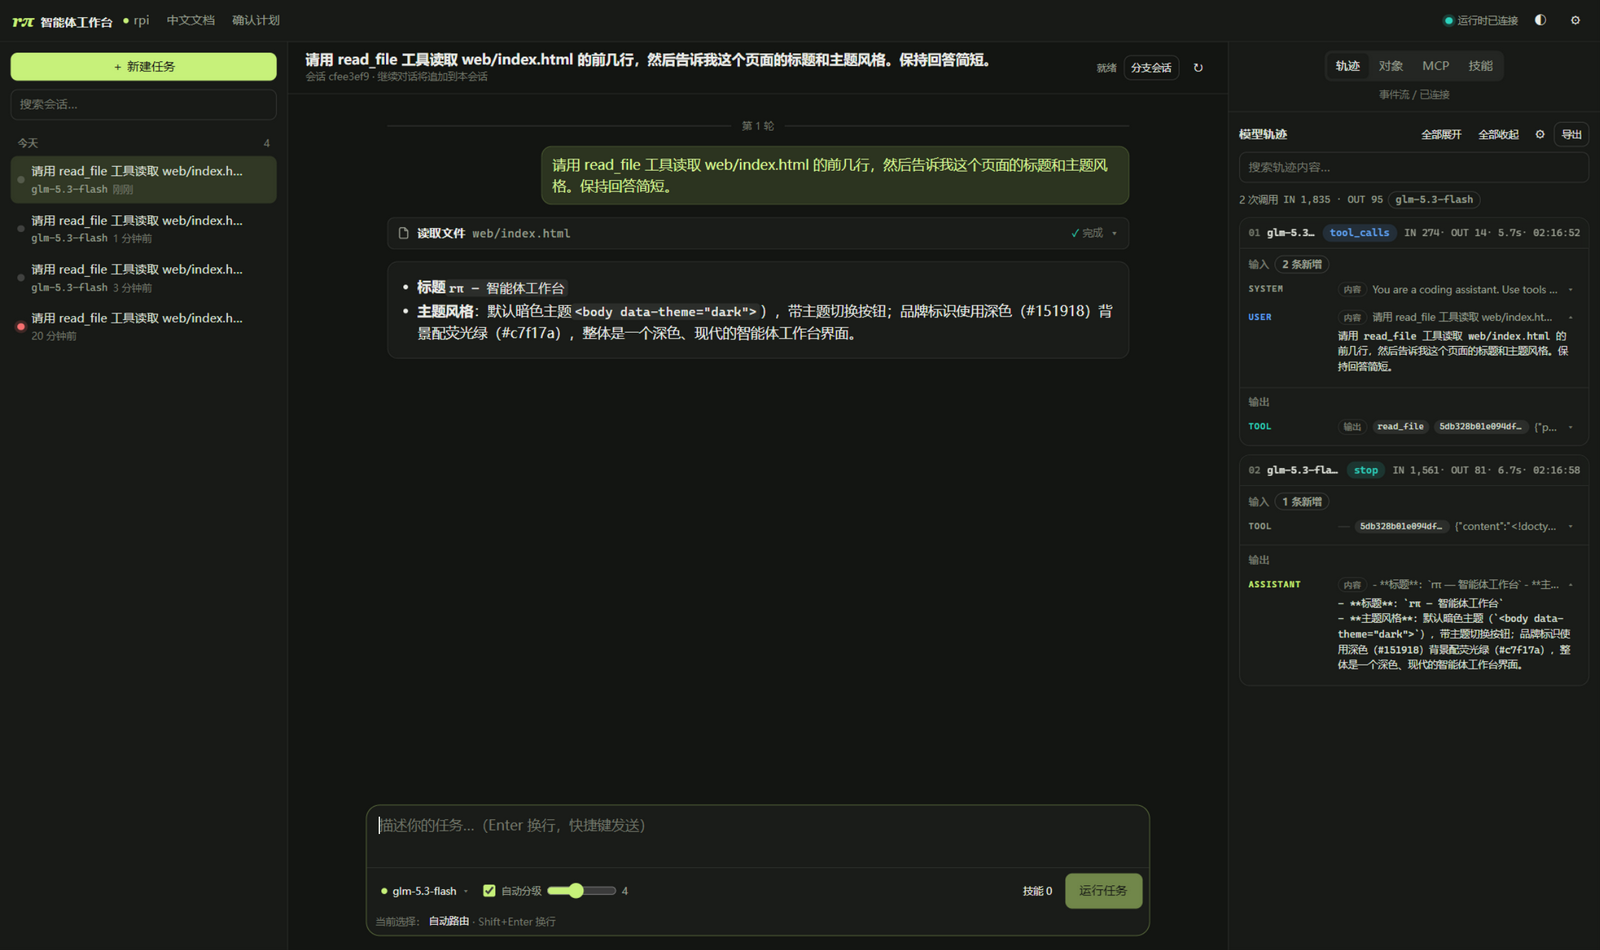 rπ 智能体工作台 rpi 中文文档 确认计划
运行时已连接
+ 新建任务
搜索会话...
今天 4
请用 read_file 工具读取 web/index.h...
glm-5.3-flash 刚刚
请用 read_file 工具读取 web/index.h...
glm-5.3-flash 1 分钟前
请用 read_file 工具读取 web/index.h...
glm-5.3-flash 3 分钟前
请用 read_file 工具读取 web/index.h...
20 分钟前
请用 read_file 工具读取 web/index.html 的前几行，然后告诉我这个页面的标题和主题风格。保持回答简短。
会话 cfee3ef9 · 继续对话将追加到本会话
就绪 分支会话
第 1 轮
请用 read_file 工具读取 web/index.html 的前几行，然后告诉我这个页面的标题和主题风
格。保持回答简短。
读取文件 web/index.html ✓ 完成
• 标题 rπ — 智能体工作台
• 主题风格：默认暗色主题 <body data-theme="dark">），带主题切换按钮；品牌标识使用深色（#151918）背
景配荧光绿（#c7f17a），整体是一个深色、现代的智能体工作台界面。
描述你的任务...（Enter 换行，快捷键发送）
glm-5.3-flash 自动分级 4
技能 0 运行任务
当前选择： 自动路由 · Shift+Enter 换行
轨迹 对象 MCP 技能
事件流 / 已连接
模型轨迹 全部展开 全部收起 导出
搜索轨迹内容...
2 次调用 IN 1,835 · OUT 95 glm-5.3-flash
01 glm-5.3... tool_calls IN 274· OUT 14· 5.7s· 02:16:52
输入 2 条新增
SYSTEM 内容 You are a coding assistant. Use tools ...
USER 内容 请用 read_file 工具读取 web/index.ht...
请用 read_file 工具读取 web/index.html 的
前几行，然后告诉我这个页面的标题和主题风格。保
持回答简短。
输出
TOOL 输出 read_file 5db328b01e094df... {"p...
02 glm-5.3-fla... stop IN 1,561· OUT 81· 6.7s· 02:16:58
输入 1 条新增
TOOL — 5db328b01e094df... {"content":"<!docty...
输出
ASSISTANT 内容 - **标题**：`rπ — 智能体工作台` - **主...
- **标题**：`rπ — 智能体工作台`
- **主题风格**：默认暗色主题（`<body data-
theme="dark">`），带主题切换按钮；品牌标识使
用深色（#151918）背景配荧光绿（#c7f17a），整
体是一个深色、现代的智能体工作台界面。